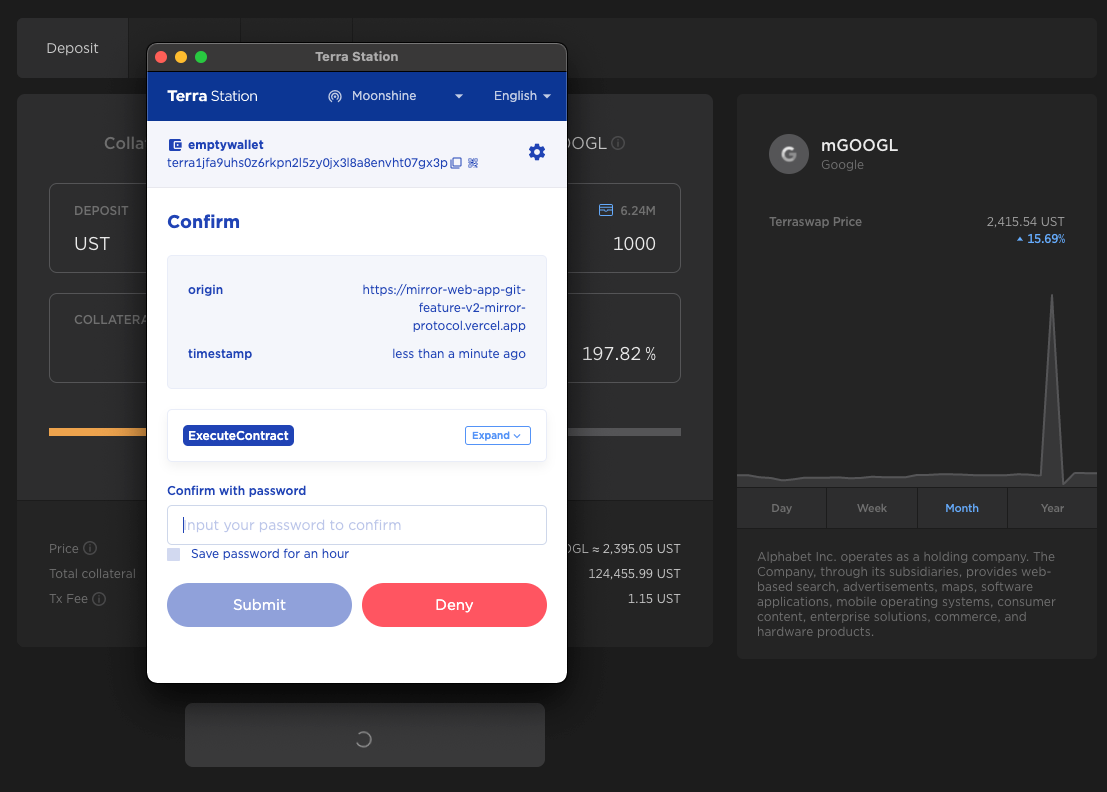 Deposit
Terra Station
Terra Station
Moonshine
English
emptywallet
terra1jfa9uhs0z6rkpn2l5zy0jx3l8a8envht07gx3p
Confirm
origin
https://mirror-web-app-git-
feature-v2-mirror-
protocol.vercel.app
timestamp
less than a minute ago
ExecuteContract
Expand
Confirm with password
Input your password to confirm
Save password for an hour
Submit
Deny
Colla
OOGL
DEPOSIT
6.24M
UST
1000
COLLATERA
197.82 %
Price
OGL ≈ 2,395.05 UST
Total collateral
124,455.99 UST
Tx Fee
1.15 UST
G
mGOOGL
Google
Terraswap Price
2,415.54 UST
15.69%
Day
Week
Month
Year
Alphabet Inc. operates as a holding company. The
Company, through its subsidiaries, provides web-
based search, advertisements, maps, software
applications, mobile operating systems, consumer
content, enterprise solutions, commerce, and
hardware products.